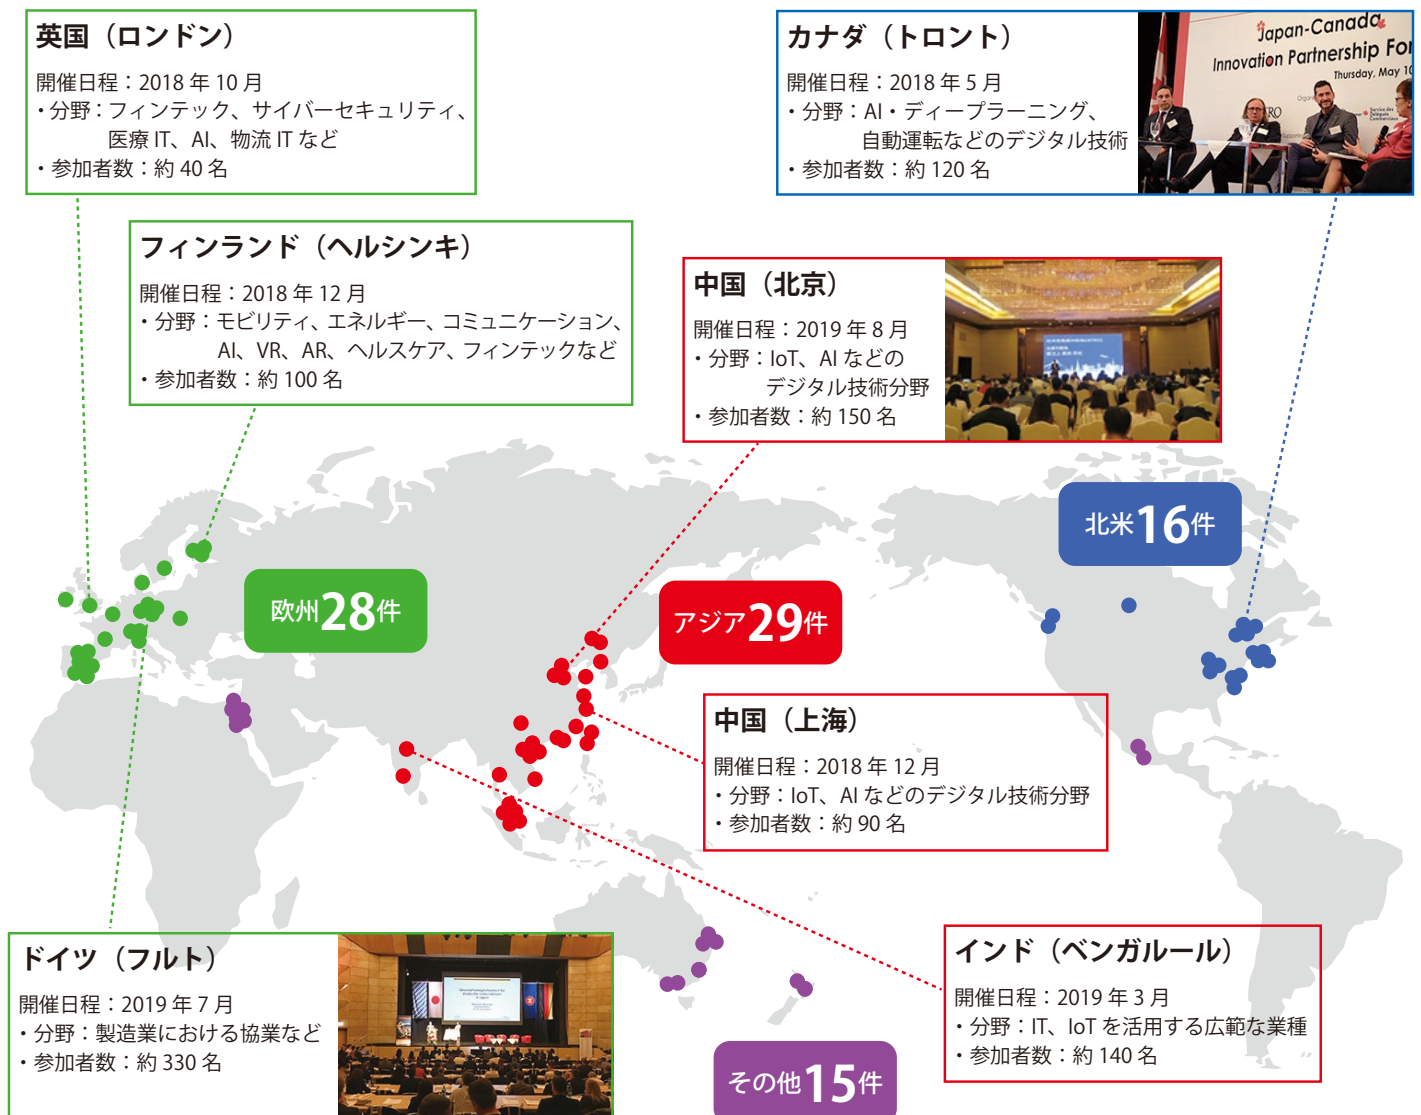 英国（ロンドン）
開催日程：2018 年 10 月
・分野：フィンテック、サイバーセキュリティ、
医療 IT、AI、物流 IT など
・参加者数：約 40 名
カナダ（トロント）
開催日程：2018 年 5 月
・分野：AI・ディープラーニング、
自動運転などのデジタル技術
・参加者数：約 120 名
Japan-Canada
Innovation Partnership For
Thursday, May 10
フィンランド（ヘルシンキ）
開催日程：2018 年 12 月
・分野：モビリティ、エネルギー、コミュニケーション、
AI、VR、AR、ヘルスケア、フィンテックなど
・参加者数：約 100 名
中国（北京）
開催日程：2019 年 8 月
・分野：IoT、AI などの
デジタル技術分野
・参加者数：約 150 名
北米16件
欧州28件
アジア29件
中国（上海）
開催日程：2018 年 12 月
・分野：IoT、AI などのデジタル技術分野
・参加者数：約 90 名
ドイツ（フルト）
開催日程：2019 年 7 月
・分野：製造業における協業など
・参加者数：約 330 名
インド（ベンガルール）
開催日程：2019 年 3 月
・分野：IT、IoT を活用する広範な業種
・参加者数：約 140 名
その他15件